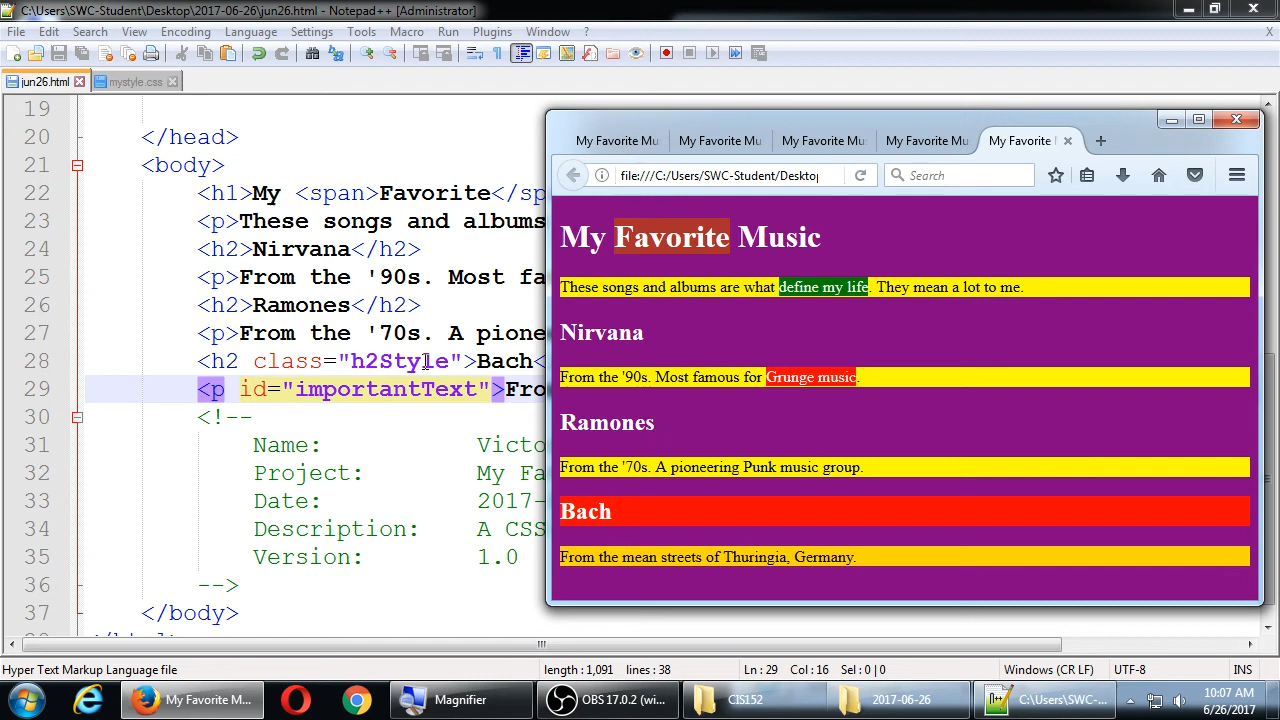 C:\Users\SWC-Student\Desktop\2017-06-26\jun26.html - Notepad++ [Administrator]
File Edit Search View Encoding Language Settings Tools Macro Run Plugins Window ? X
jun26.html mystyle.css
19
20 </head>
21 <body>
22 <h1>My <span>Favorite</sp
23 <p>These songs and albums
24 <h2>Nirvana</h2>
25 <p>From the '90s. Most fa
26 <h2>Ramones</h2>
27 <p>From the '70s. A pione
28 <h2 class="h2Style">Bach<
29 <p id="importantText">Fro
30 <!--
31 Name: Victo
32 Project: My Fa
33 Date: 2017-
34 Description: A CSS
35 Version: 1.0
36 -->
37 </body>
My Favorite Mu My Favorite Mu My Favorite Mu My Favorite Mu My Favorite
file:///C:/Users/SWC-Student/Desktop Search
My Favorite Music
These songs and albums are what define my life. They mean a lot to me.
Nirvana
From the '90s. Most famous for Grunge music.
Ramones
From the '70s. A pioneering Punk music group.
Bach
From the mean streets of Thuringia, Germany.
Hyper Text Markup Language file length : 1,091 lines : 38 Ln : 29 Col : 16 Sel : 0 | 0 Windows (CR LF) UTF-8 INS
My Favorite Mu... Magnifier OBS 17.0.2 (wi... CIS152 2017-06-26 C:\Users\SWC-St...
10:07 AM
6/26/2017